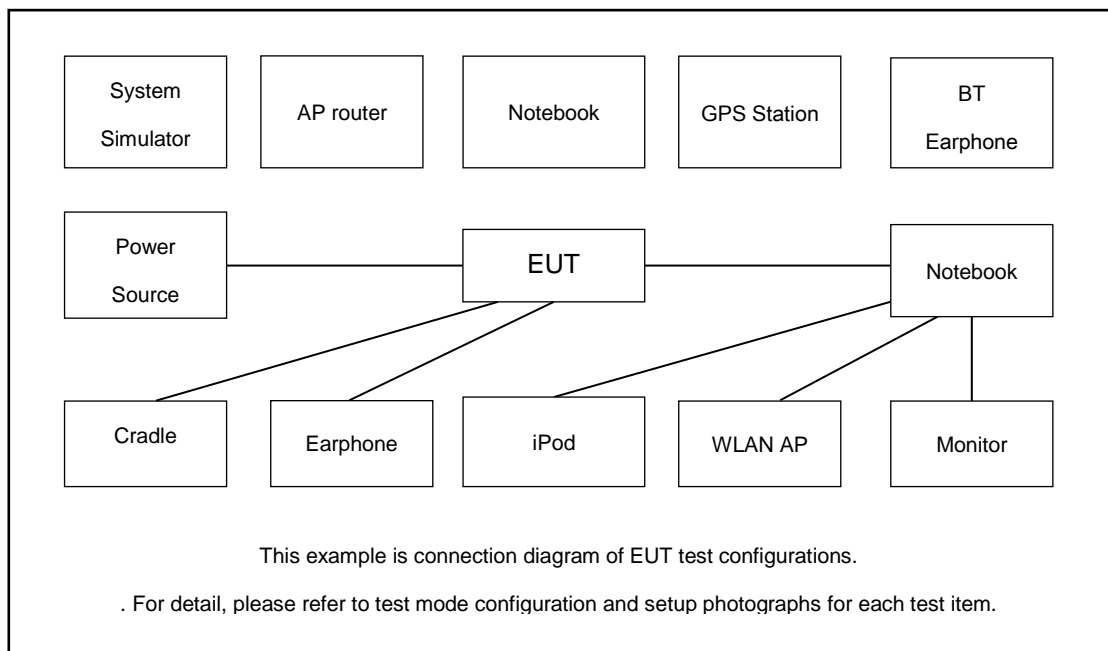 System
Simulator
AP router
Notebook
GPS Station
BT
Earphone
Power
Source
EUT
Notebook
Cradle
Earphone
iPod
WLAN AP
Monitor
This example is connection diagram of EUT test configurations.
. For detail, please refer to test mode configuration and setup photographs for each test item.